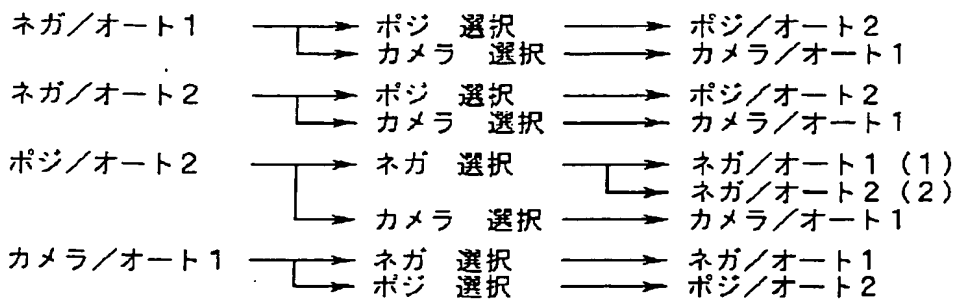 ネガ/オート1 ポジ 選択 ポジ/オート2
カメラ 選択 カメラ/オート1
ネガ/オート2 ポジ 選択 ポジ/オート2
カメラ 選択 カメラ/オート1
ポジ/オート2 ネガ 選択 ネガ/オート1(1)
ネガ/オート2(2)
カメラ 選択 カメラ/オート1
カメラ/オート1 ネガ 選択 ネガ/オート1
ポジ 選択 ポジ/オート2